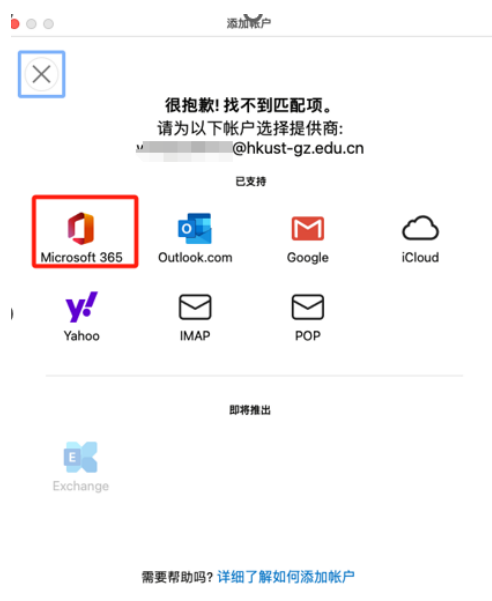 添加帐户
很抱歉! 找不到匹配项。
请为以下帐户选择提供商:
@hkust-gz.edu.cn
已支持
Microsoft 365
Outlook.com
Google
iCloud
Yahoo
IMAP
POP
即将推出
Exchange
需要帮助吗? 详细了解如何添加帐户